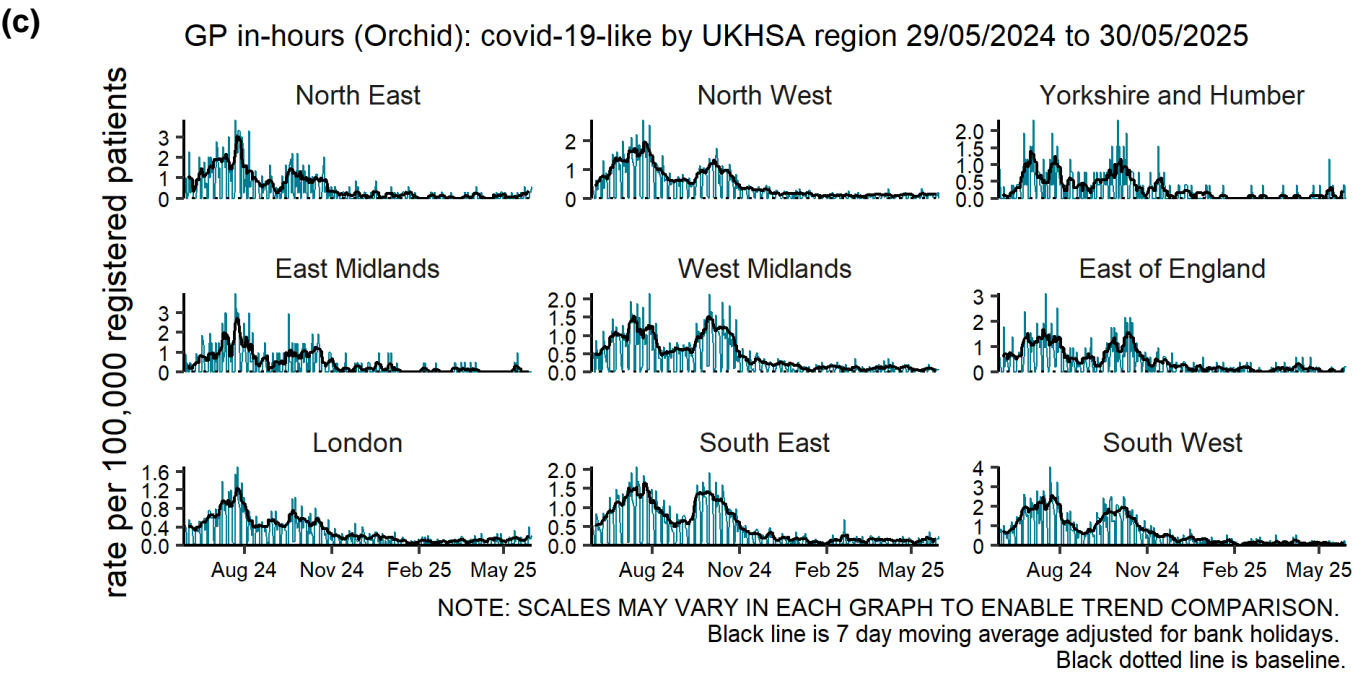 (c)
GP in-hours (Orchid): covid-19-like by UKHSA region 29/05/2024 to 30/05/2025
rate per 100,000 registered patients
North East
3
2
1
0
North West
2
1
0
Yorkshire and Humber
2.0
1.5
1.0
0.5
0.0
East Midlands
3
2
1
0
West Midlands
2.0
1.5
1.0
0.5
0.0
East of England
3
2
1
0
London
1.6
1.2
0.8
0.4
0.0
South East
2.0
1.5
1.0
0.5
0.0
South West
4
3
2
1
0
Aug 24 Nov 24 Feb 25 May 25
Aug 24 Nov 24 Feb 25 May 25
Aug 24 Nov 24 Feb 25 May 25
NOTE: SCALES MAY VARY IN EACH GRAPH TO ENABLE TREND COMPARISON.
Black line is 7 day moving average adjusted for bank holidays.
Black dotted line is baseline.